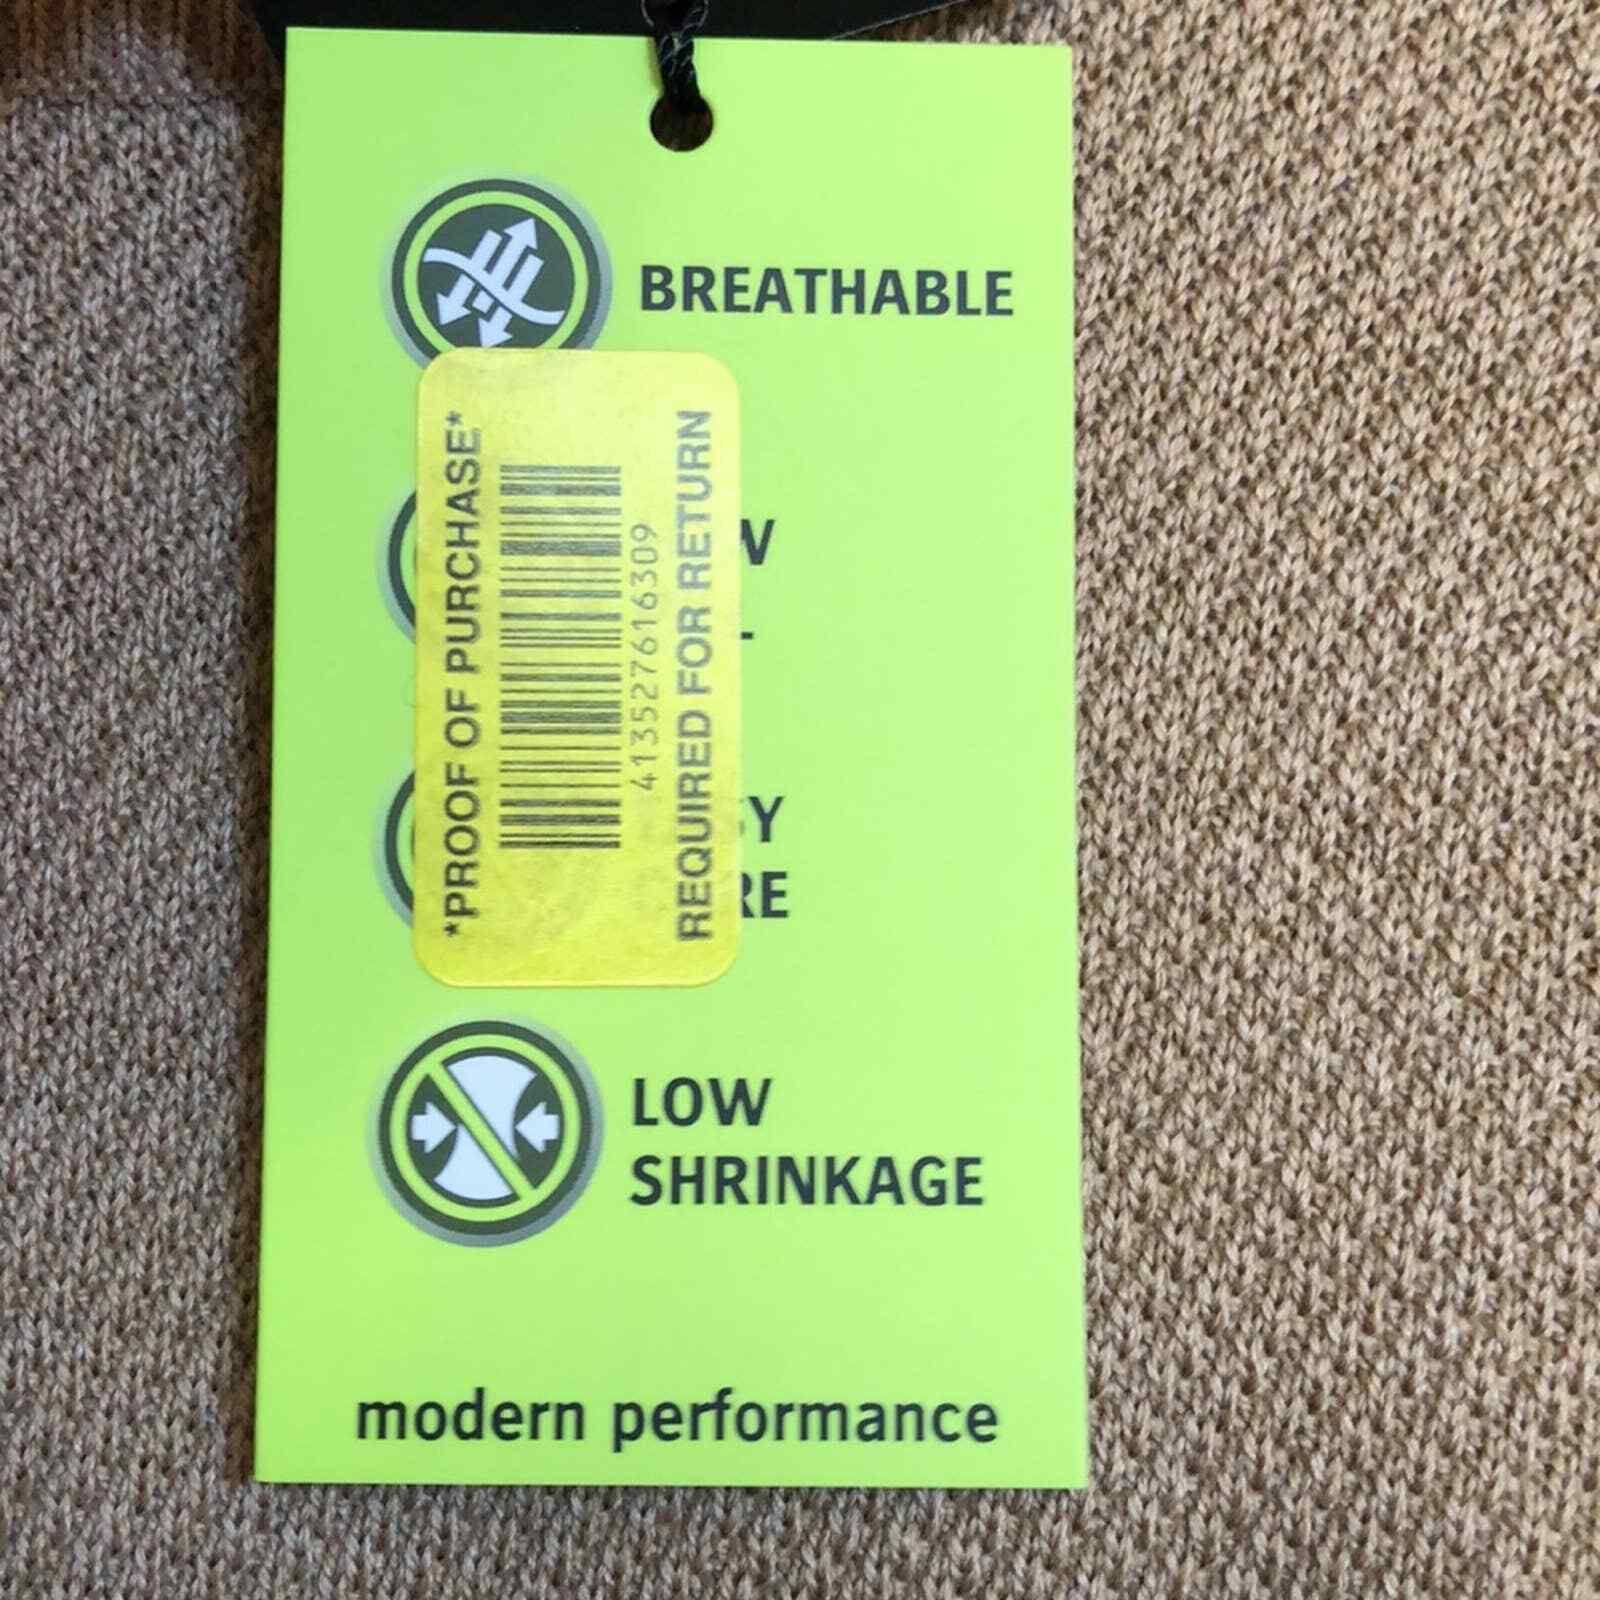 BREATHABLE
*PROOF OF PURCHASE*
413527616309
REQUIRED FOR RETURN
LOW
SHRINKAGE
modern performance